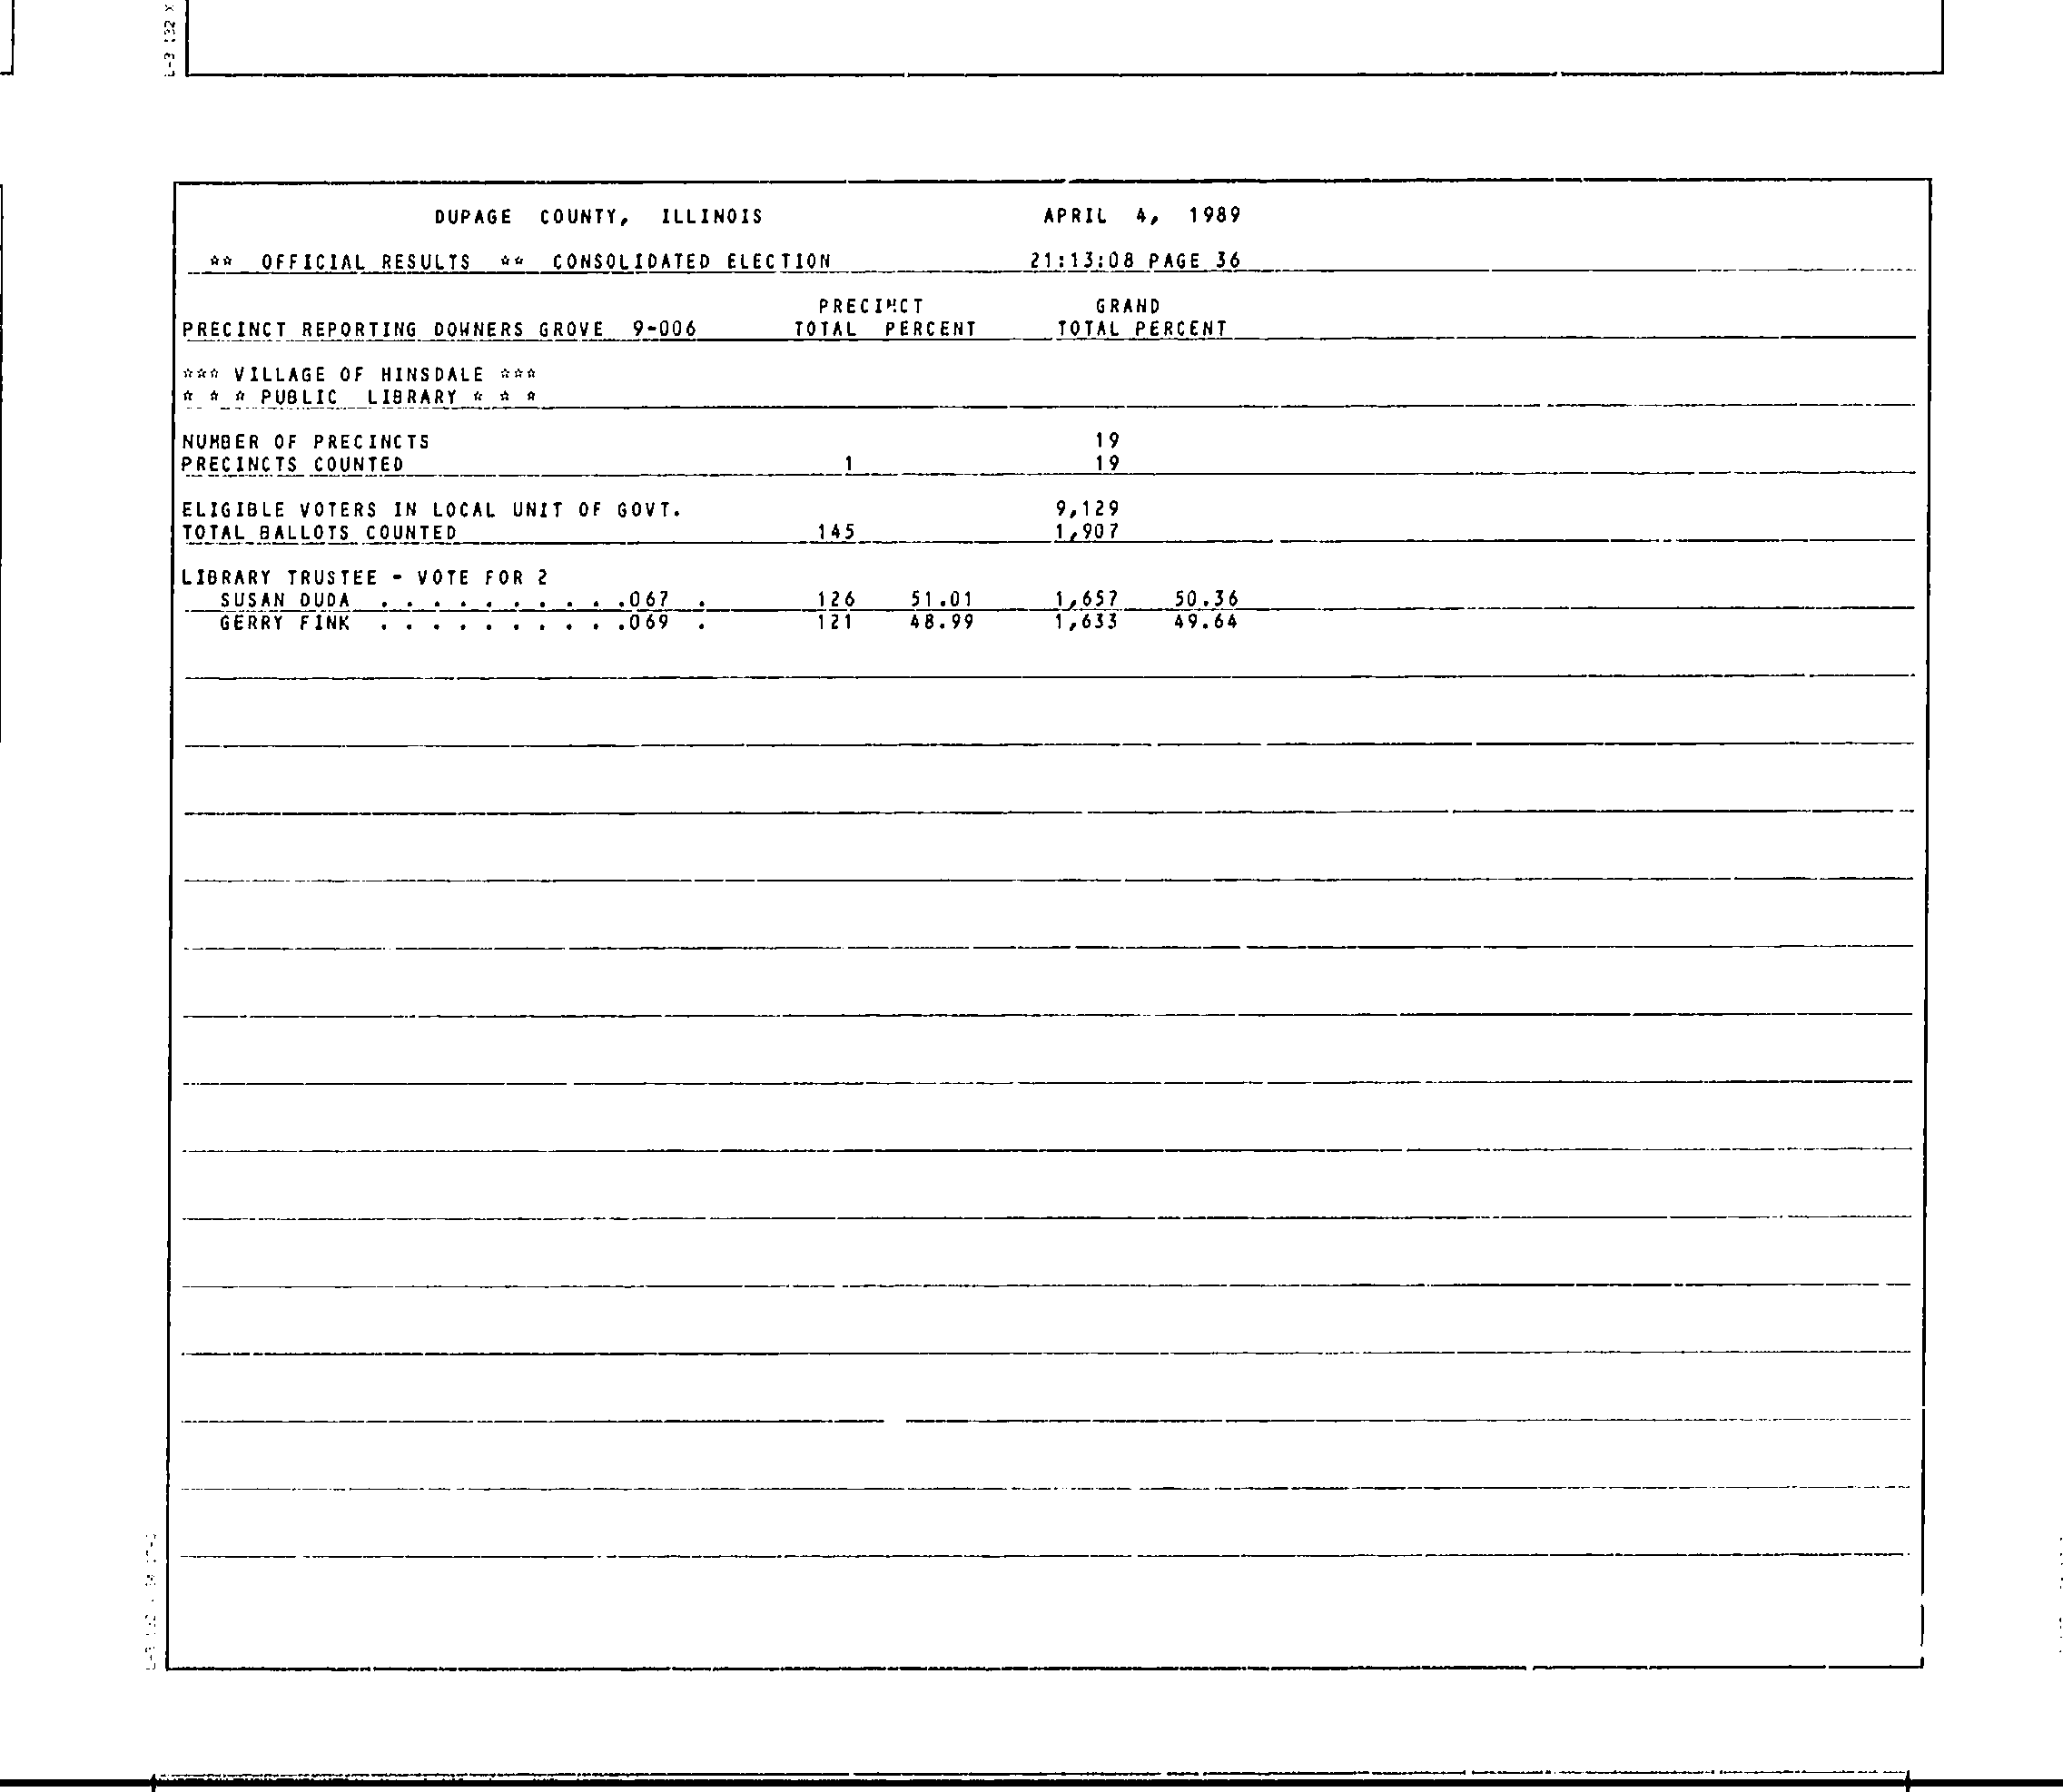 L-3 132 X
DUPAGE COUNTY, ILLINOIS APRIL 4, 1989
** OFFICIAL RESULTS ** CONSOLIDATED ELECTION 21:13:08 PAGE 36
PRECINCT GRAND
PRECINCT REPORTING DOWNERS GROVE 9-006 TOTAL PERCENT TOTAL PERCENT
*** VILLAGE OF HINSDALE ***
* * * PUBLIC LIBRARY * * *
NUMBER OF PRECINCTS 19
PRECINCTS COUNTED 1 19
ELIGIBLE VOTERS IN LOCAL UNIT OF GOVT. 9,129
TOTAL BALLOTS COUNTED 145 1,907
LIBRARY TRUSTEE - VOTE FOR 2
SUSAN DUDA . . . . . . . . . .067 . 126 51.01 1,657 50.36
GERRY FINK . . . . . . . . . .069 . 121 48.99 1,633 49.64